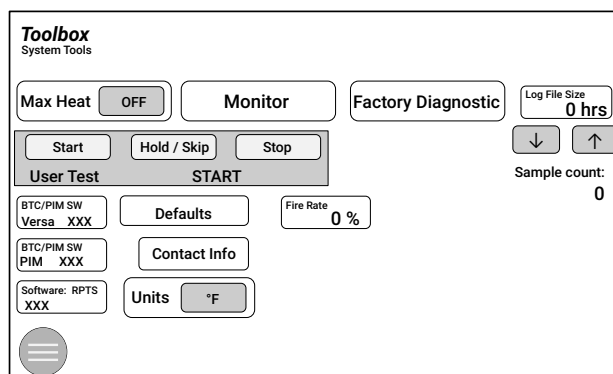 Toolbox
System Tools
Max Heat OFF
Monitor
Factory Diagnostic
Log File Size
0 hrs
Start
Hold / Skip
Stop
User Test START
Sample count:
0
BTC/PIM SW
Versa XXX
Defaults
Fire Rate
0 %
BTC/PIM SW
PIM XXX
Contact Info
Software: RPTS
XXX
Units °F